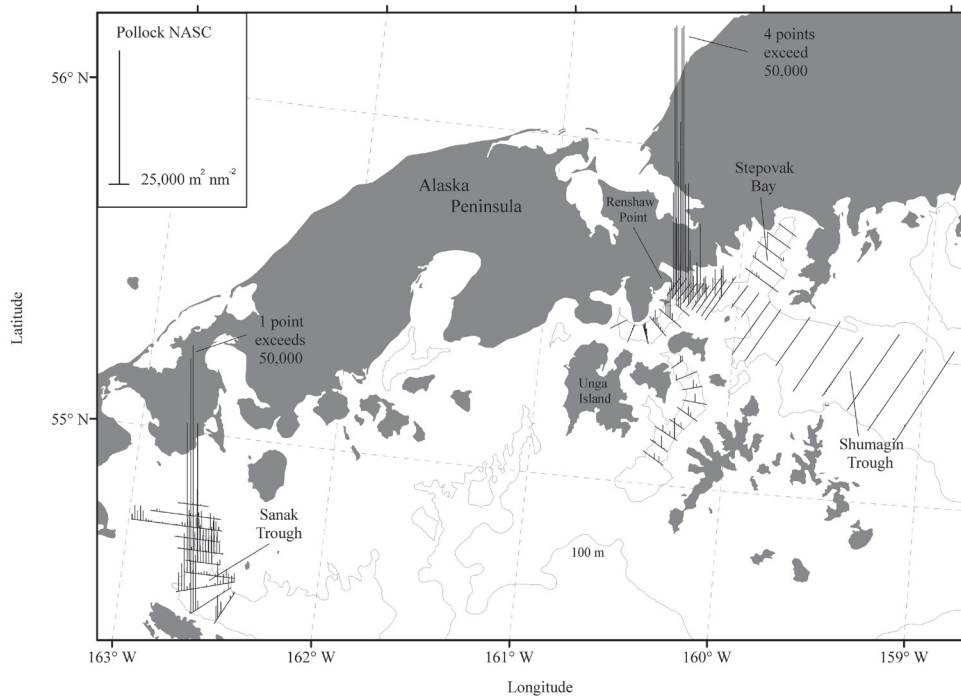 Pollock NASC
25,000 m² nm⁻²
4 points
exceed
50,000
56° N
Stepovak
Bay
Alaska
Peninsula
Renshaw
Point
Latitude
1 point
exceeds
50,000
Unga
Island
55° N
Shumagin
Trough
Sanak
Trough
100 m
163° W
162° W
161° W
160° W
159° W
Longitude